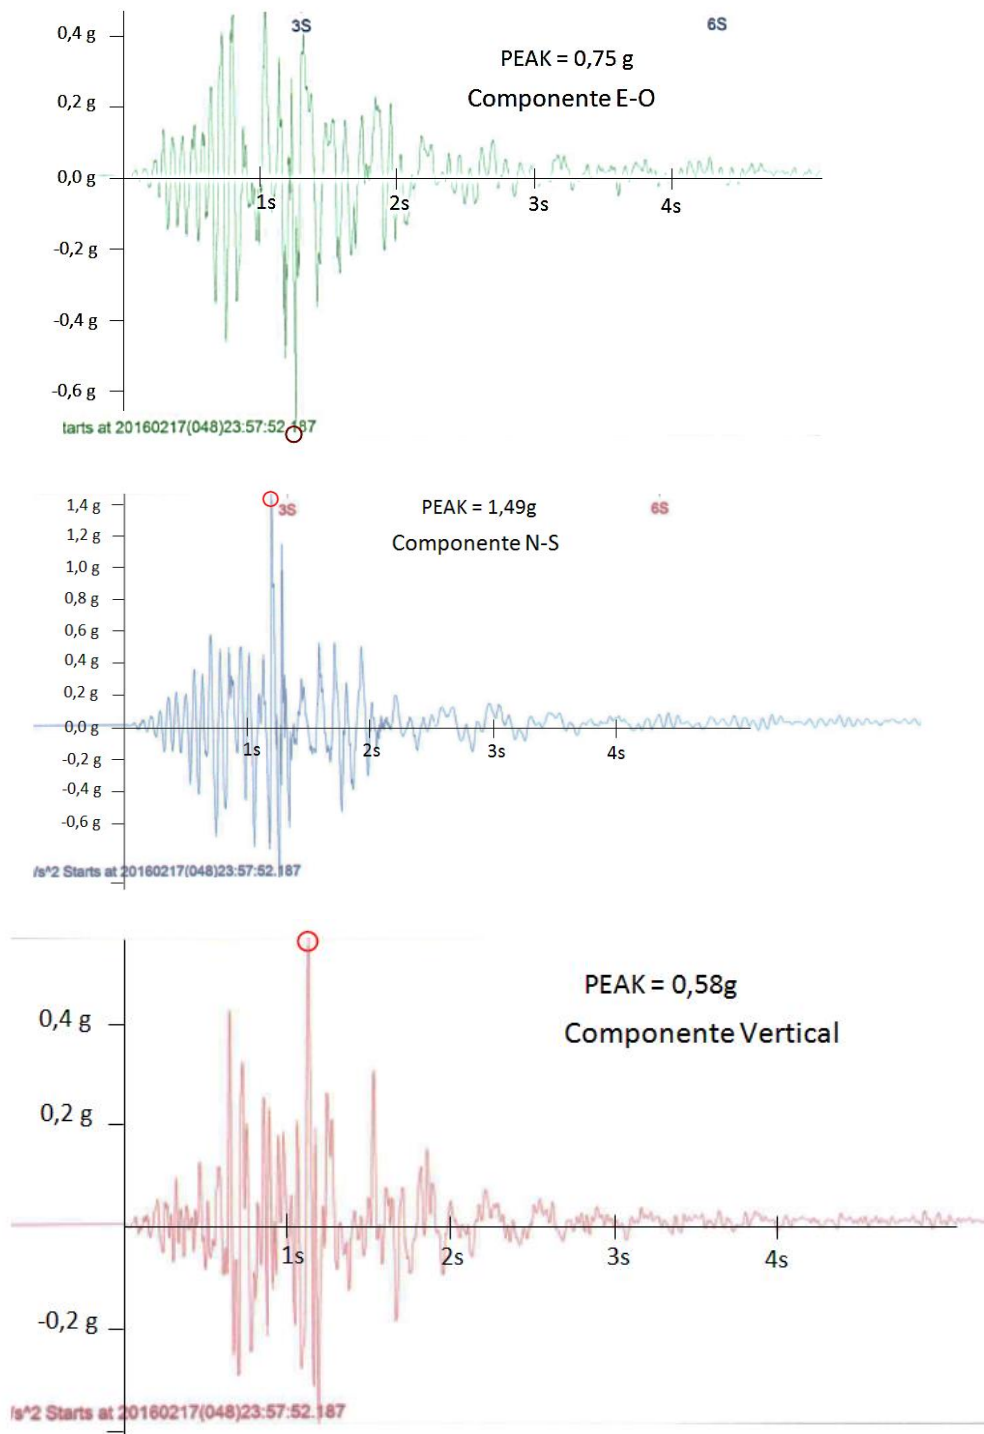 0,4 g
3S
6S
PEAK = 0,75 g
0,2 g
Componente E-O
0,0 g
1s
2s
3s
4s
-0,2 g
-0,4 g
-0,6 g
tarts at 20160217(048)23:57:52.187
1,4 g
3S
PEAK = 1,49g
6S
1,2 g
Componente N-S
1,0 g
0,8 g
0,6 g
0,4 g
0,2 g
0,0 g
1s
2s
3s
4s
-0,2 g
-0,4 g
-0,6 g
/s^2 Starts at 20160217(048)23:57:52.187
PEAK = 0,58g
0,4 g
Componente Vertical
0,2 g
1s
2s
3s
4s
-0,2 g
/s^2 Starts at 20160217(048)23:57:52.187